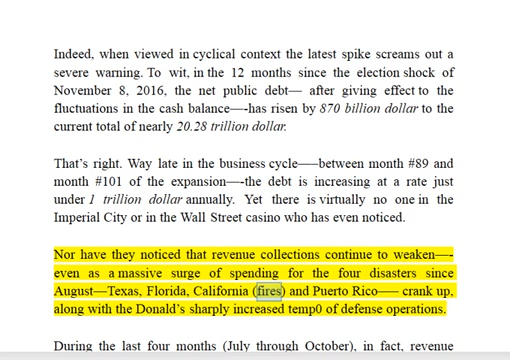 Indeed, when viewed in cyclical context the latest spike screams out a
severe warning. To wit, in the 12 months since the election shock of
November 8, 2016, the net public debt— after giving effect to the
fluctuations in the cash balance—-has risen by 870 billion dollar to the
current total of nearly 20.28 trillion dollar.
That's right. Way late in the business cycle——between month #89 and
month #101 of the expansion—-the debt is increasing at a rate just
under 1 trillion dollar annually. Yet there is virtually no one in the
Imperial City or in the Wall Street casino who has even noticed.
Nor have they noticed that revenue collections continue to weaken—-
even as a massive surge of spending for the four disasters since
August—Texas, Florida, California (fires) and Puerto Rico—— crank up,
along with the Donald's sharply increased temp0 of defense operations.
During the last four months (July through October), in fact, revenue